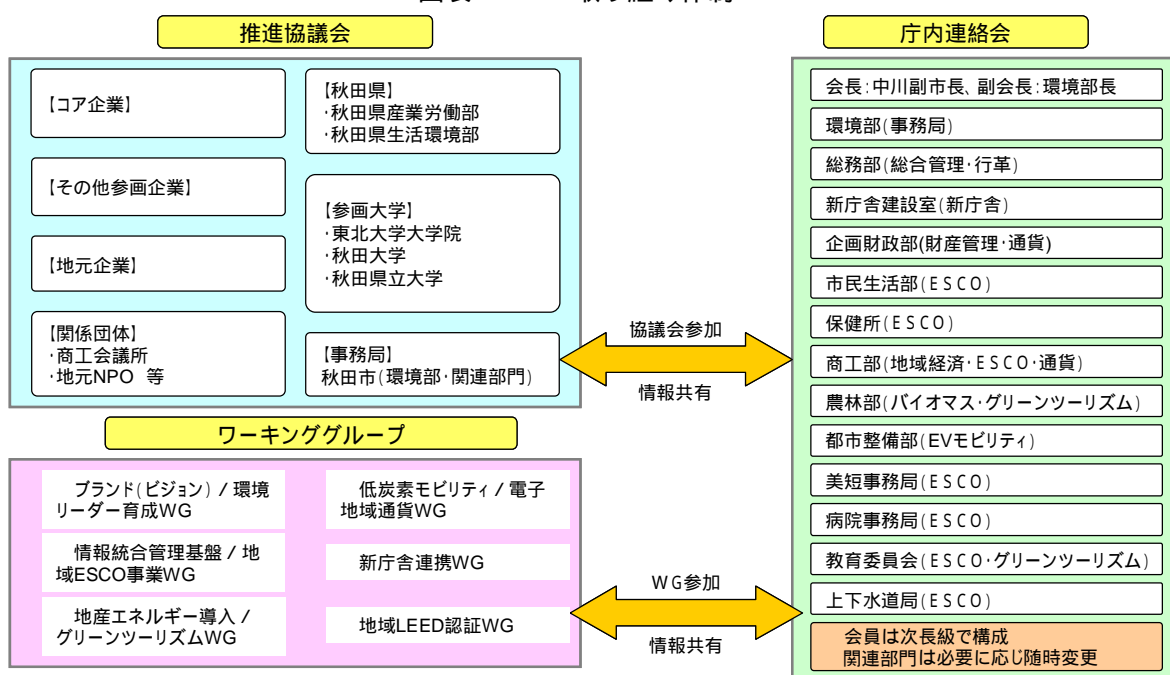 推進協議会
【コア企業】
【その他参画企業】
【地元企業】
【関係団体】
・商工会議所
・地元NPO 等
【秋田県】
・秋田県産業労働部
・秋田県生活環境部
【参画大学】
・東北大学大学院
・秋田大学
・秋田県立大学
【事務局】
秋田市(環境部・関連部門)
ワーキンググループ
ブランド(ビジョン) / 環境
リーダー育成WG
情報統合管理基盤 / 地
域ESCO事業WG
地産エネルギー導入 /
グリーンツーリズムWG
低炭素モビリティ / 電子
地域通貨WG
新庁舎連携WG
地域LEED認証WG
協議会参加
情報共有
WG参加
情報共有
庁内連絡会
会長:中川副市長、副会長:環境部長
環境部(事務局)
総務部(総合管理・行革)
新庁舎建設室(新庁舎)
企画財政部(財産管理・通貨)
市民生活部(ESCO)
保健所(ESCO)
商工部(地域経済・ESCO・通貨)
農林部(バイオマス・グリーンツーリズム)
都市整備部(EVモビリティ)
美短事務局(ESCO)
病院事務局(ESCO)
教育委員会(ESCO・グリーンツーリズム)
上下水道局(ESCO)
会員は次長級で構成
関連部門は必要に応じ随時変更